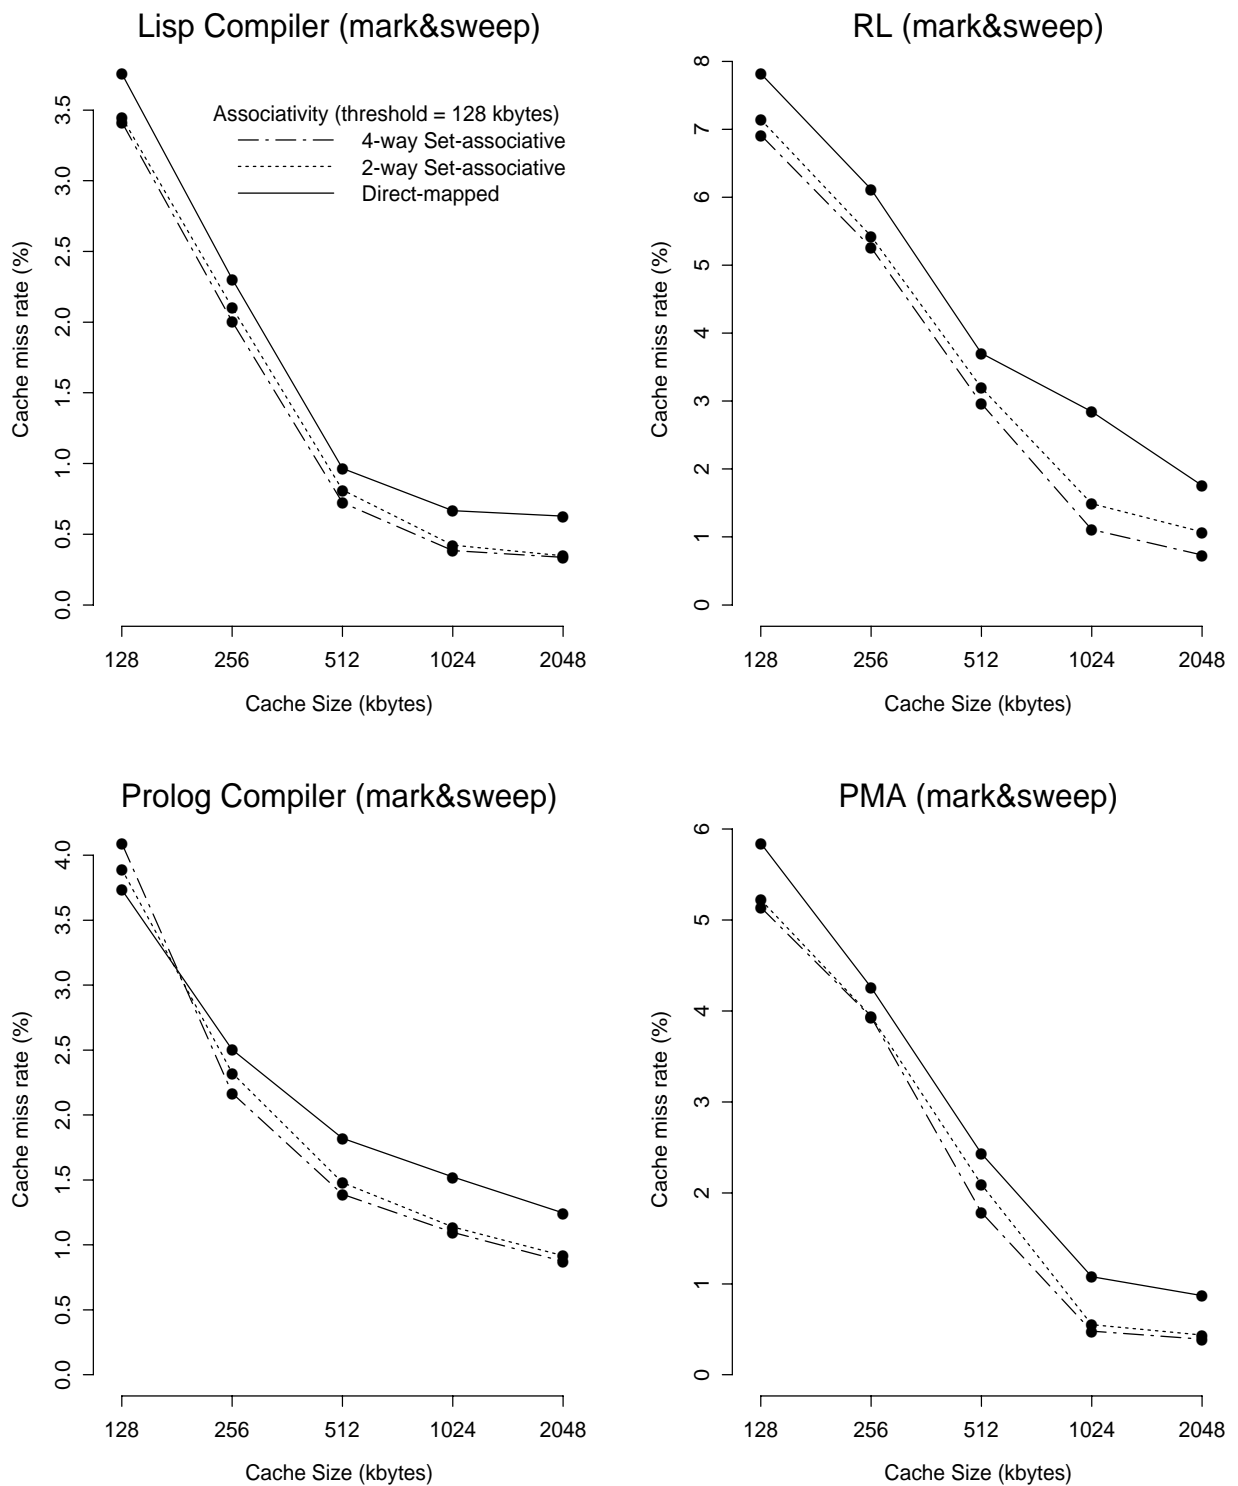 Lisp Compiler (mark&sweep)
Associativity (threshold = 128 kbytes)
4-way Set-associative
2-way Set-associative
Direct-mapped
Cache miss rate (%)
3.5
3.0
2.5
2.0
1.5
1.0
0.5
0.0
128 256 512 1024 2048
Cache Size (kbytes)
RL (mark&sweep)
Cache miss rate (%)
8
7
6
5
4
3
2
1
0
128 256 512 1024 2048
Cache Size (kbytes)
Prolog Compiler (mark&sweep)
Cache miss rate (%)
4.0
3.5
3.0
2.5
2.0
1.5
1.0
0.5
0.0
128 256 512 1024 2048
Cache Size (kbytes)
PMA (mark&sweep)
Cache miss rate (%)
6
5
4
3
2
1
0
128 256 512 1024 2048
Cache Size (kbytes)